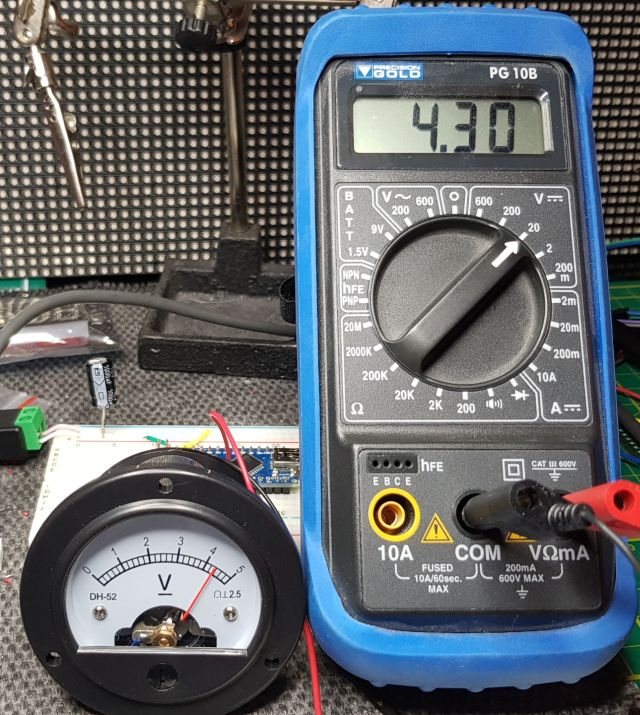 PRECISION
GOLD
PG 10B
4.30
BATT
V~
600
200
9V
1.5V
O
600
200
20
2
200
m
V⎓
NPN
hFE
PNP
20M
2000K
200K
20K
2K
200
Ω
2m
20m
200m
10A
A⎓
hFE
E B C E
CAT III 600V
10A
COM
VΩmA
FUSED
10A/60sec.
MAX
200mA
600V MAX
0 1 2 3 4 5
V
DH-52
2.5